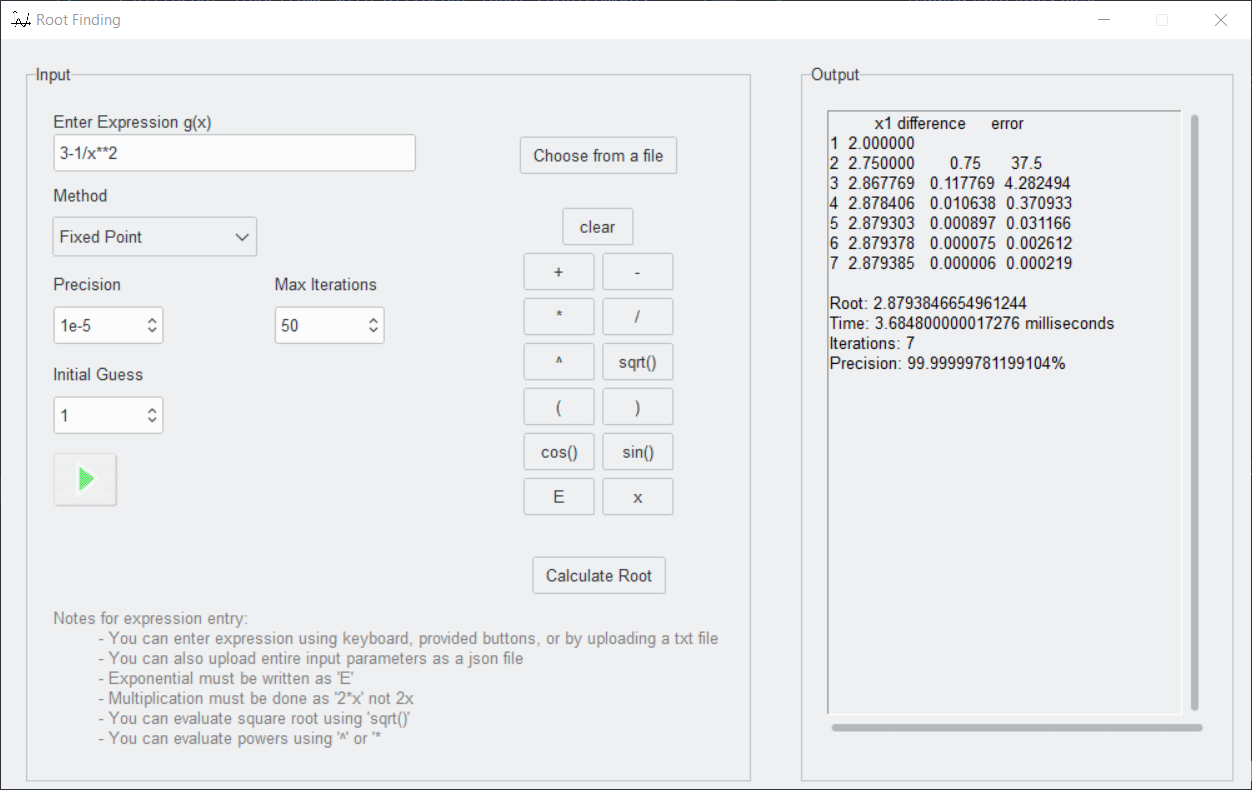 Root Finding
Input
Enter Expression g(x)
3-1/x**2
Choose from a file
Method
Fixed Point
clear
+ -
Precision Max Iterations
1e-5 50
* /
^ sqrt()
Initial Guess
1
( )
cos() sin()
E x
Calculate Root
Notes for expression entry:
- You can enter expression using keyboard, provided buttons, or by uploading a txt file
- You can also upload entire input parameters as a json file
- Exponential must be written as 'E'
- Multiplication must be done as '2*x' not 2x
- You can evaluate square root using 'sqrt()'
- You can evaluate powers using '^' or '*
Output
x1 difference error
1 2.000000
2 2.750000 0.75 37.5
3 2.867769 0.117769 4.282494
4 2.878406 0.010638 0.370933
5 2.879303 0.000897 0.031166
6 2.879378 0.000075 0.002612
7 2.879385 0.000006 0.000219
Root: 2.8793846654961244
Time: 3.684800000017276 milliseconds
Iterations: 7
Precision: 99.99999781199104%